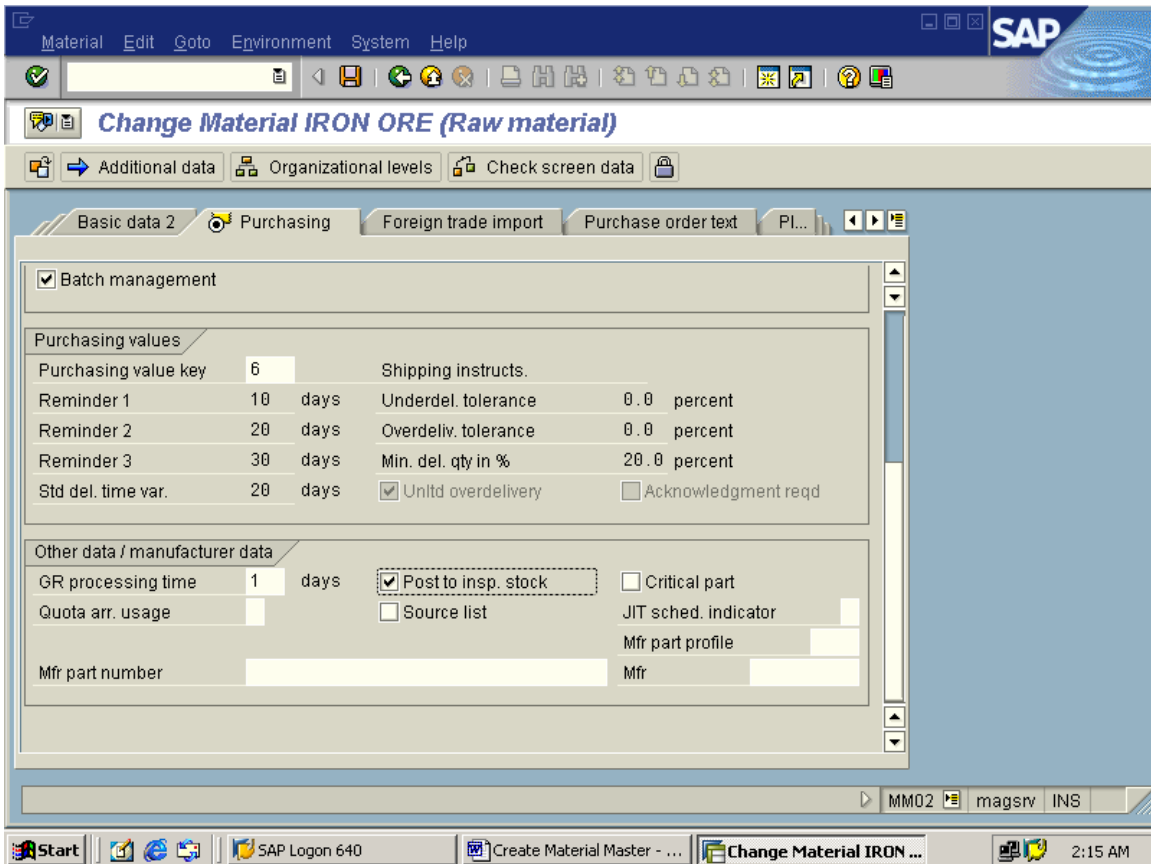 Material Edit Goto Environment System Help
SAP
Change Material IRON ORE (Raw material)
Additional data Organizational levels Check screen data
Basic data 2 Purchasing Foreign trade import Purchase order text Pl...
Batch management
Purchasing values
Purchasing value key 6 Shipping instructs.
Reminder 1 10 days Underdel. tolerance 0.0 percent
Reminder 2 20 days Overdeliv. tolerance 0.0 percent
Reminder 3 30 days Min. del. qty in % 20.0 percent
Std del. time var. 20 days Unltd overdelivery Acknowledgment reqd
Other data / manufacturer data
GR processing time 1 days Post to insp. stock Critical part
Quota arr. usage Source list JIT sched. indicator
Mfr part profile
Mfr part number Mfr
MM02 magsrv INS
Start SAP Logon 640 Create Material Master - ... Change Material IRON ... 2:15 AM